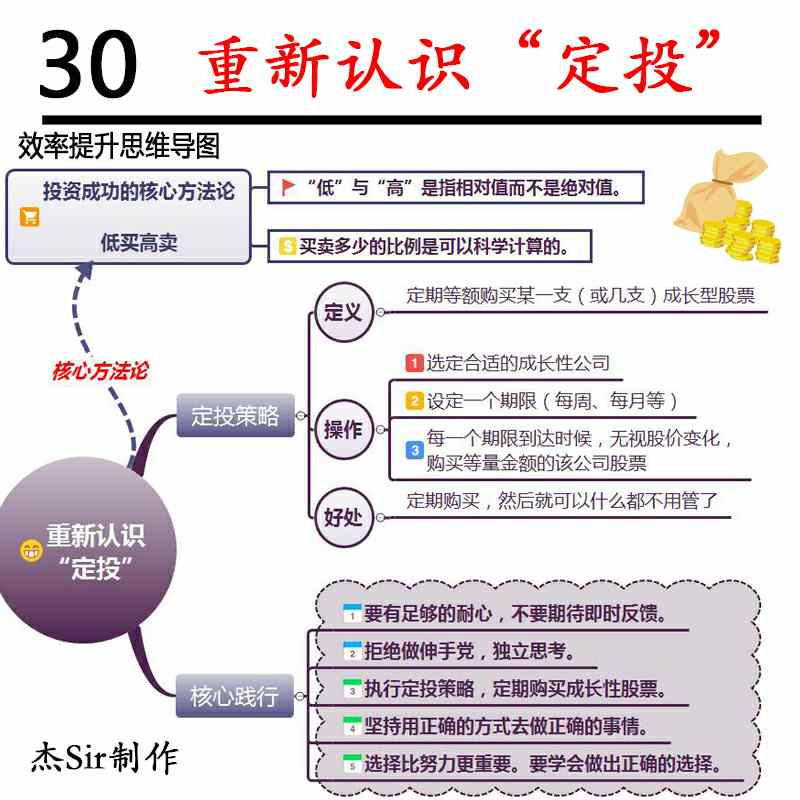 30 重新认识“定投”
效率提升思维导图
投资成功的核心方法论
低买高卖
“低”与“高”是指相对值而不是绝对值。
$ 买卖多少的比例是可以科学计算的。
核心方法论
重新认识
“定投”
定投策略
定义
定期等额购买某一支（或几支）成长型股票
操作
1 选定合适的成长性公司
2 设定一个期限（每周、每月等）
3 每一个期限到达时候，无视股价变化，
购买等量金额的该公司股票
好处
定期购买，然后就可以什么都不用管了
核心践行
1 要有足够的耐心，不要期待即时反馈。
2 拒绝做伸手党，独立思考。
3 执行定投策略，定期购买成长性股票。
4 坚持用正确的方式去做正确的事情。
5 选择比努力更重要。要学会做出正确的选择。
杰Sir制作